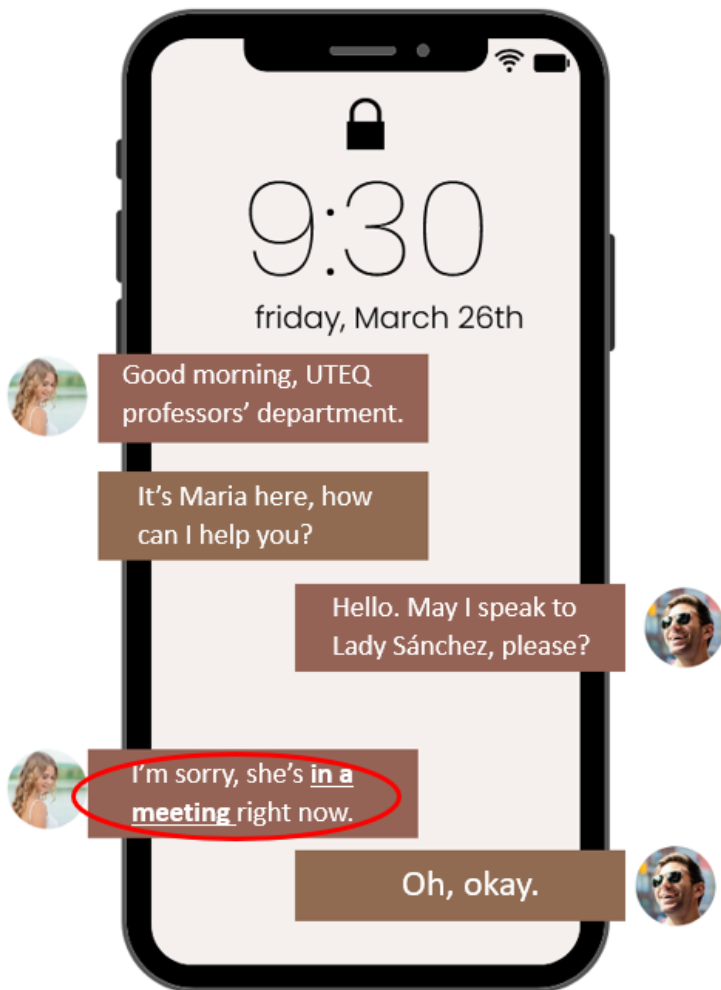 9:30
friday, March 26th
Good morning, UTEQ
professors’ department.
It’s Maria here, how
can I help you?
Hello. May I speak to
Lady Sánchez, please?
I’m sorry, she’s in a
meeting right now.
Oh, okay.